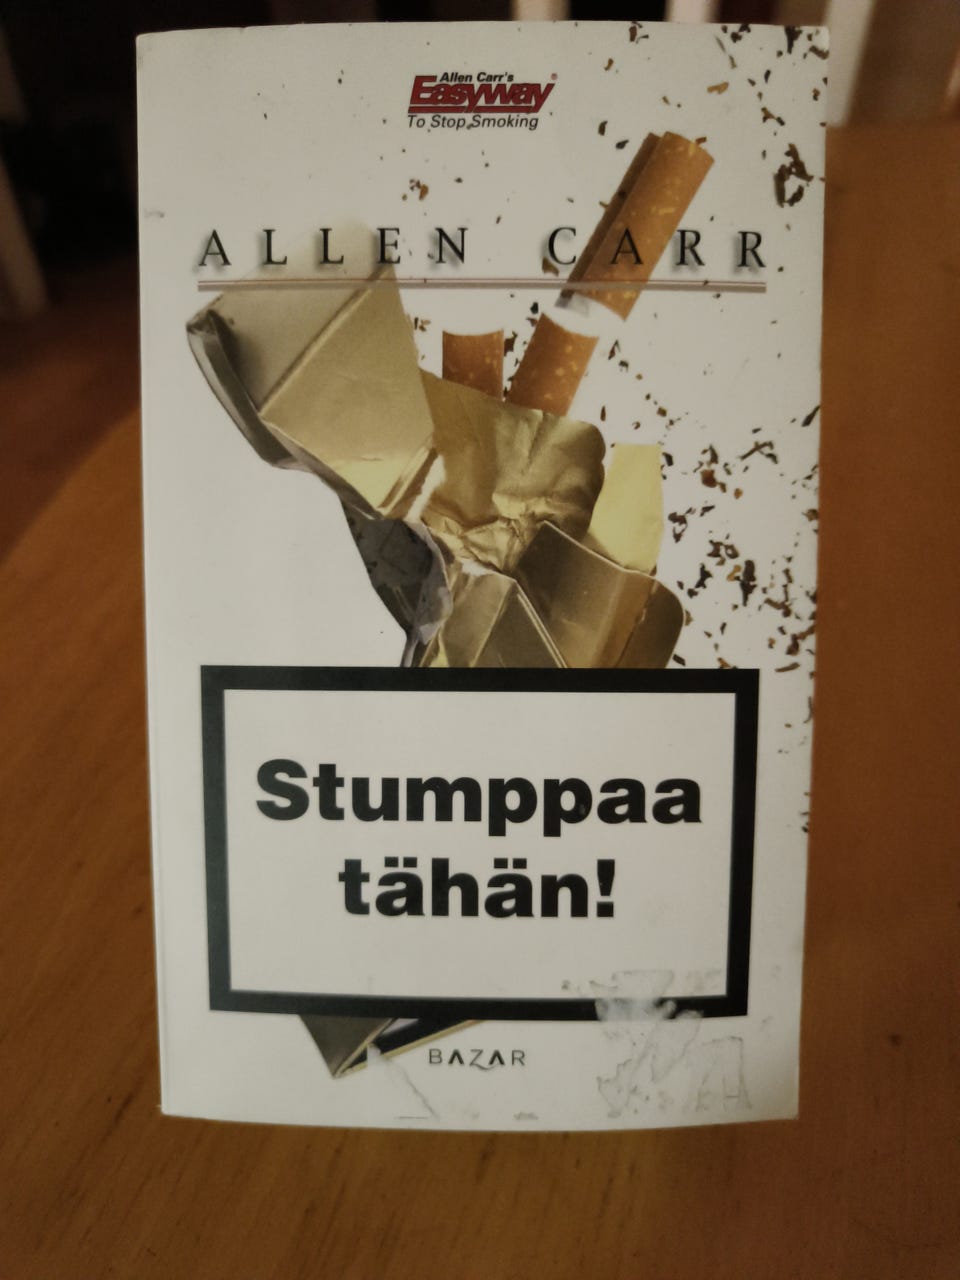 Allen Carr's
Easyway®
To Stop Smoking
ALLEN CARR
Stumppaa
tähän!
BAZAR